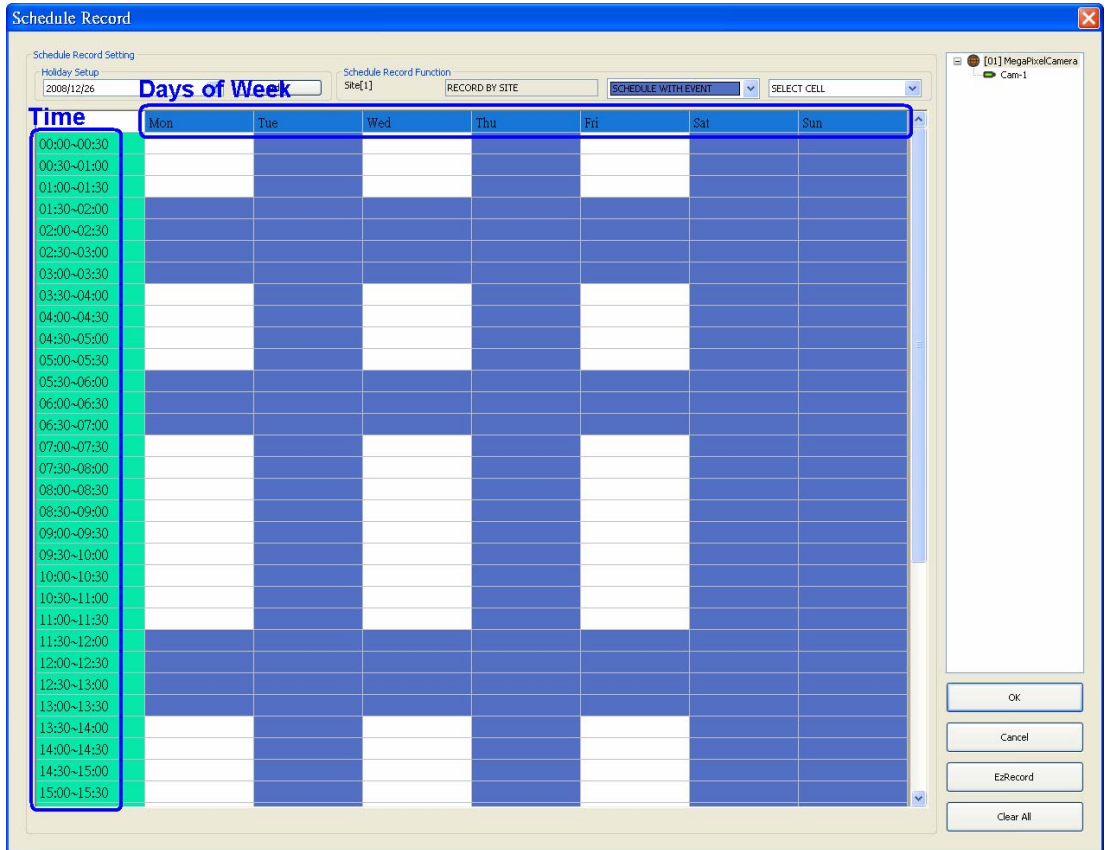 Schedule Record
Schedule Record Setting
Holiday Setup
2008/12/26
Days of Week
Schedule Record Function
Site[1]
RECORD BY SITE
SCHEDULE WITH EVENT
SELECT CELL
[01] MegaPixelCamera
Cam-1
Time
Mon Tue Wed Thu Fri Sat Sun
00:00~00:30
00:30~01:00
01:00~01:30
01:30~02:00
02:00~02:30
02:30~03:00
03:00~03:30
03:30~04:00
04:00~04:30
04:30~05:00
05:00~05:30
05:30~06:00
06:00~06:30
06:30~07:00
07:00~07:30
07:30~08:00
08:00~08:30
08:30~09:00
09:00~09:30
09:30~10:00
10:00~10:30
10:30~11:00
11:00~11:30
11:30~12:00
12:00~12:30
12:30~13:00
13:00~13:30
13:30~14:00
14:00~14:30
14:30~15:00
15:00~15:30
OK
Cancel
EzRecord
Clear All